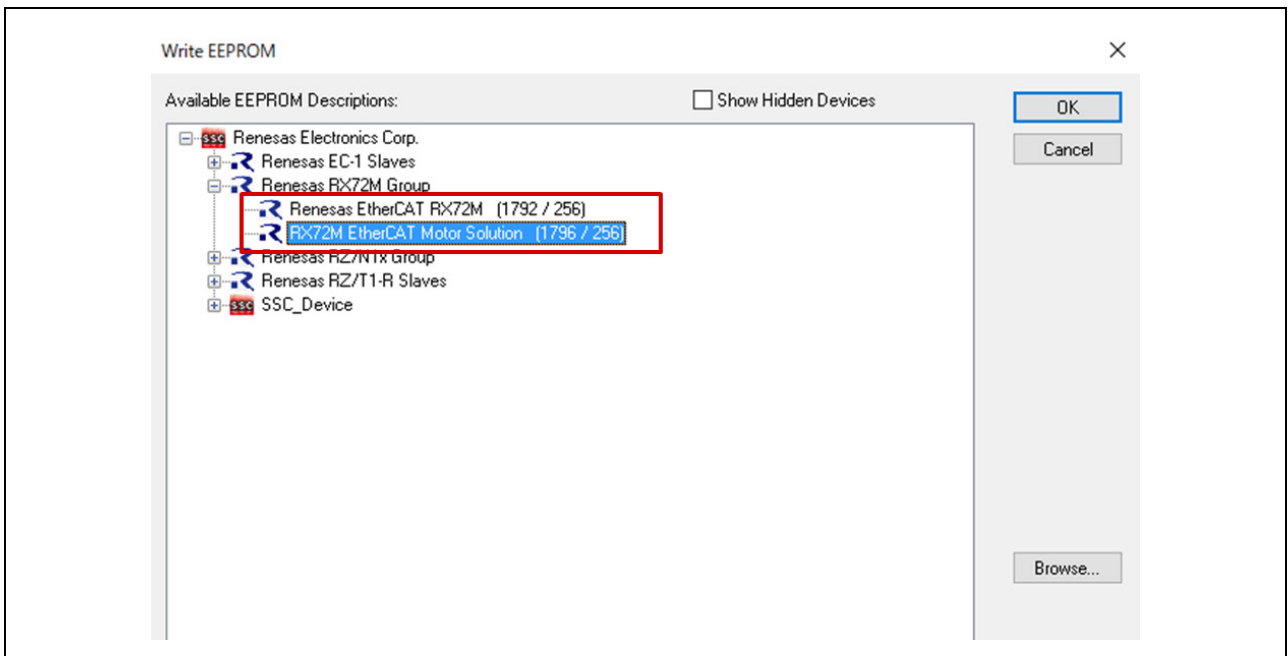 Write EEPROM
Available EEPROM Descriptions:
Show Hidden Devices
OK
Cancel
ssc Renesas Electronics Corp.
Renesas EC-1 Slaves
Renesas RX72M Group
Renesas EtherCAT RX72M (1792 / 256)
RX72M EtherCAT Motor Solution (1796 / 256)
Renesas RZ/N1x Group
Renesas RZ/T1-R Slaves
ssc SSC_Device
Browse...